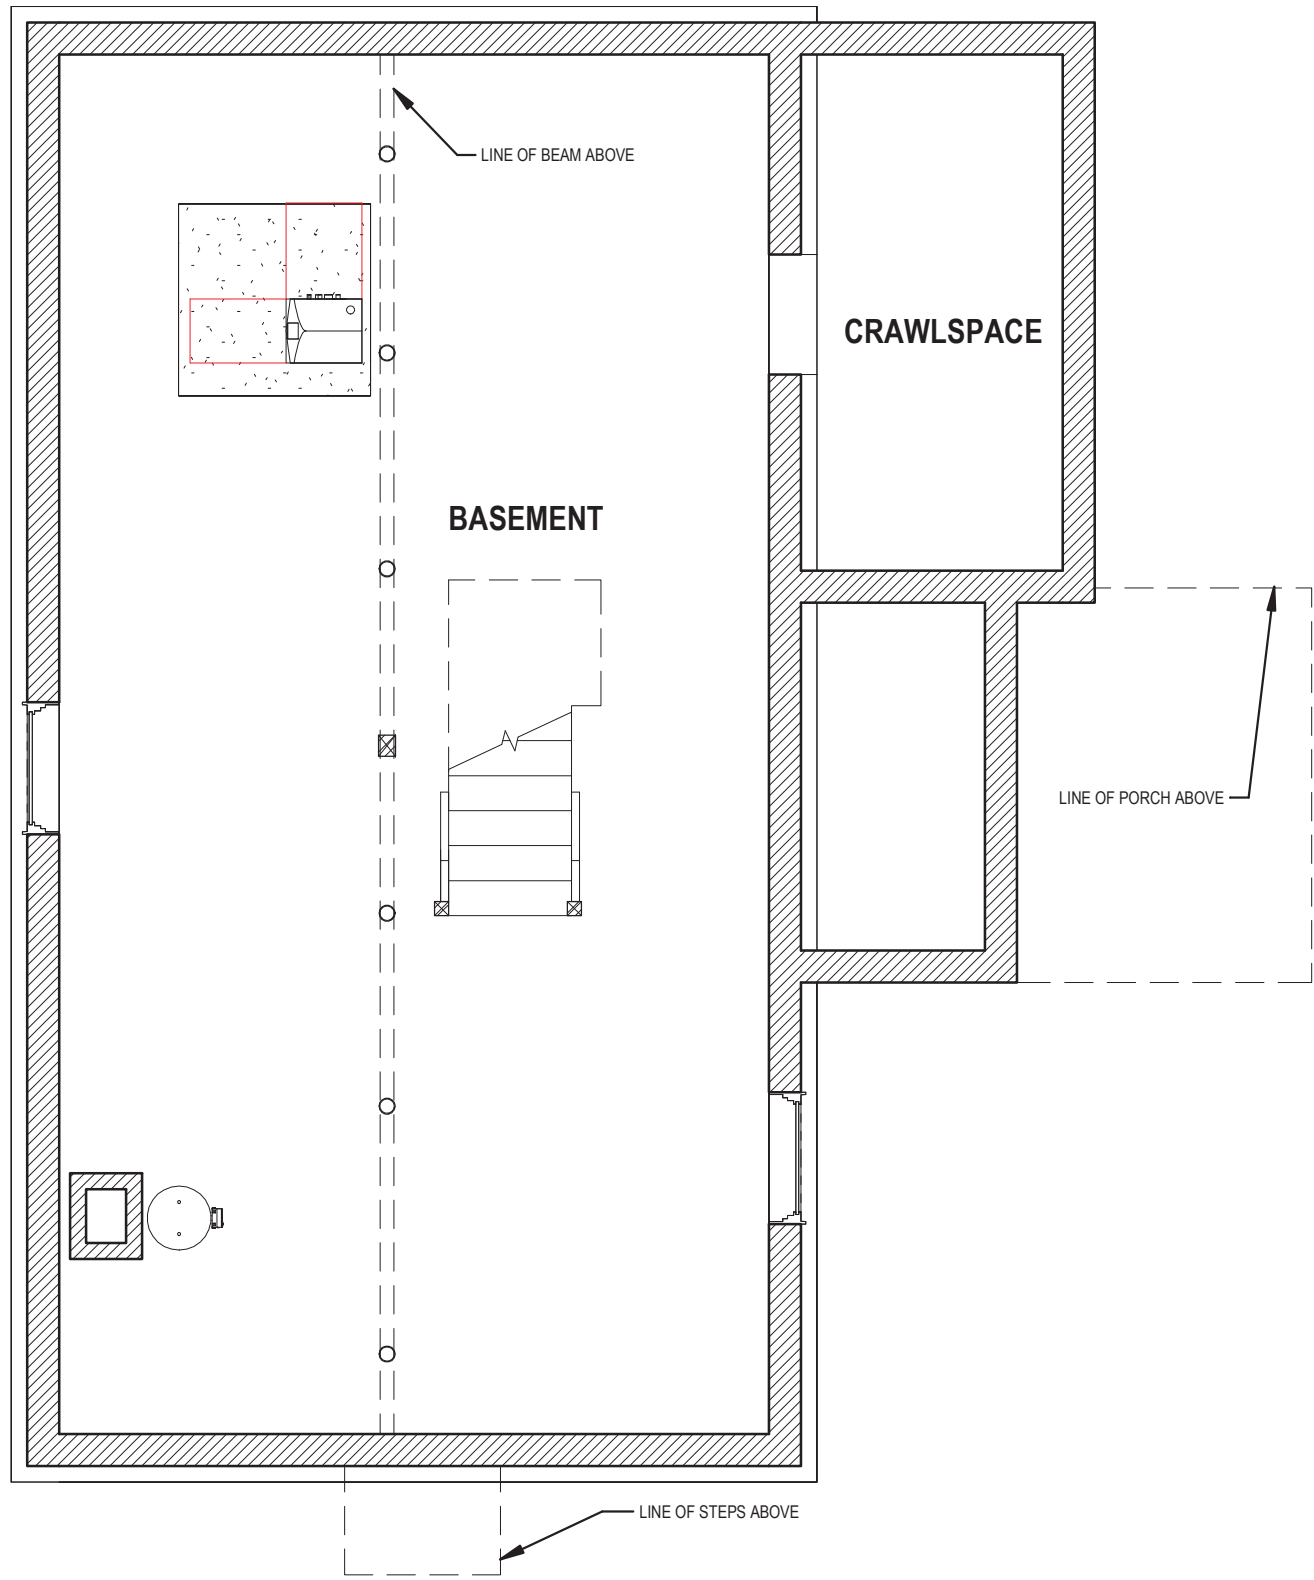 LINE OF BEAM ABOVE
CRAWLSPACE
BASEMENT
LINE OF PORCH ABOVE
LINE OF STEPS ABOVE